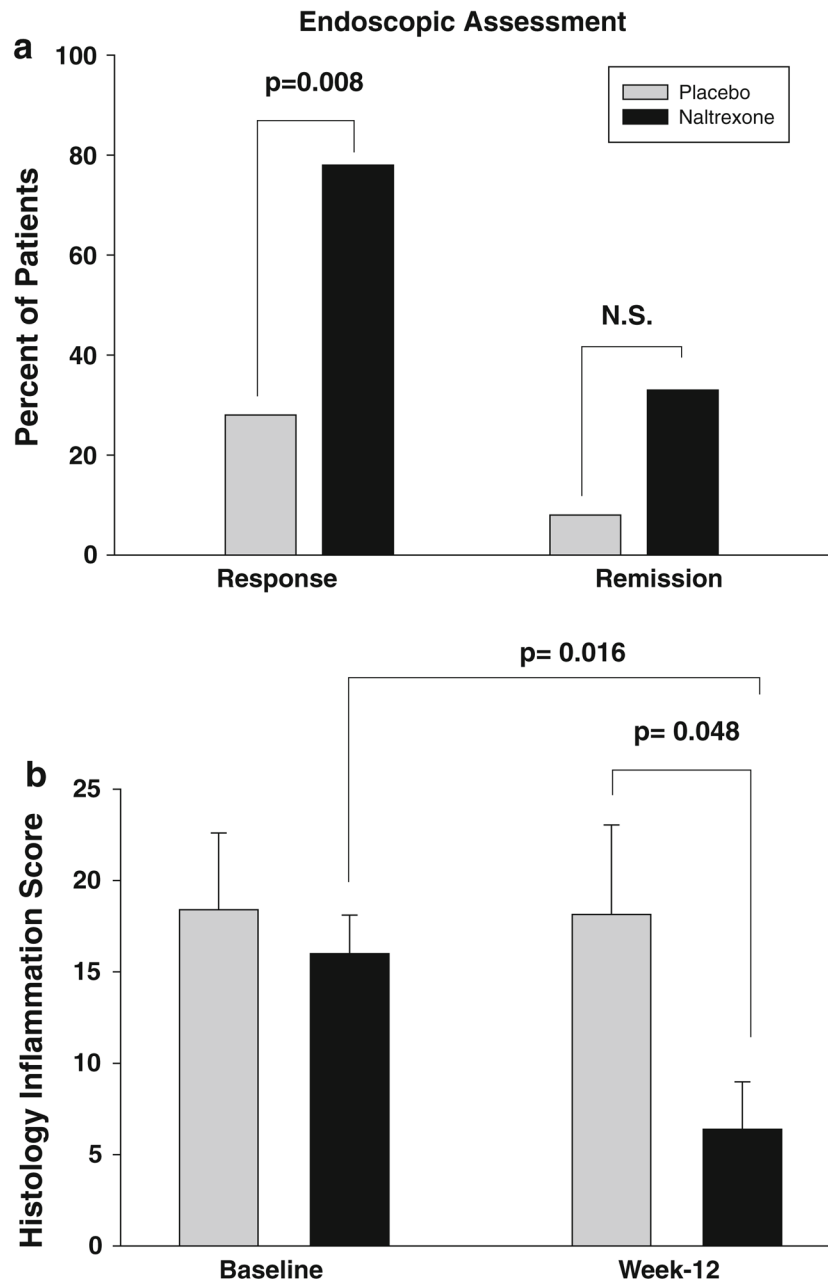 Endoscopic Assessment
a
100
80
60
40
20
0
Percent of Patients
p=0.008
N.S.
Placebo
Naltrexone
Response
Remission
p= 0.016
p= 0.048
b
25
20
15
10
5
0
Histology Inflammation Score
Baseline
Week-12